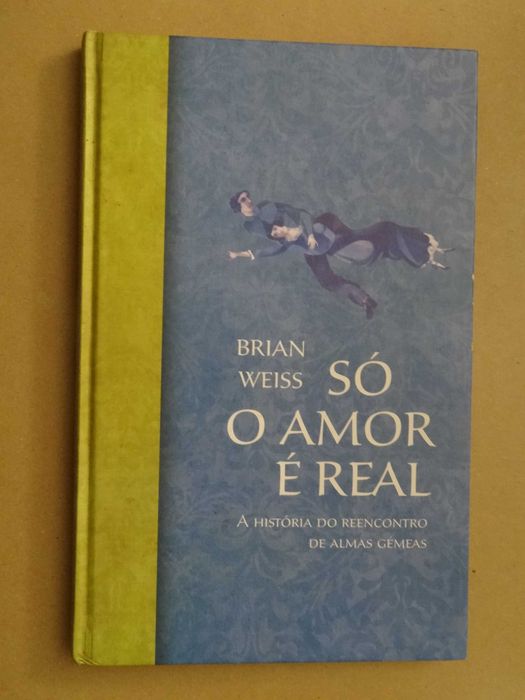 BRIAN
WEISS
SÓ
O AMOR
É REAL
A HISTÓRIA DO REENCONTRO
DE ALMAS GÉMEAS